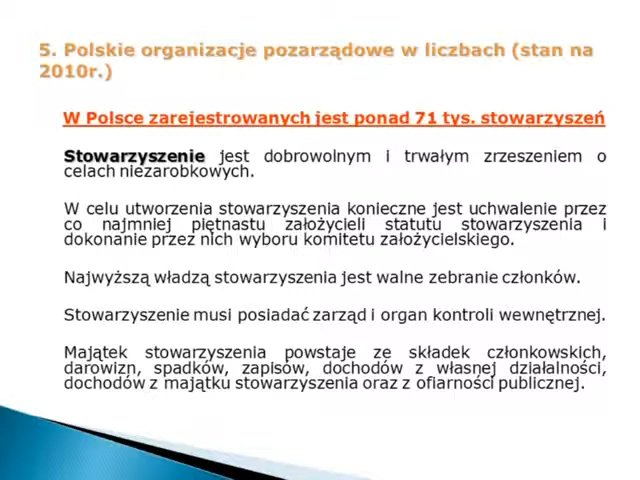 5. Polskie organizacje pozarządowe w liczbach (stan na
2010r.)
W Polsce zarejestrowanych jest ponad 71 tys. stowarzyszeń
Stowarzyszenie jest dobrowolnym i trwałym zrzeszeniem o
celach niezarobkowych.
W celu utworzenia stowarzyszenia konieczne jest uchwalenie przez
co najmniej piętnastu założycieli statutu stowarzyszenia i
dokonanie przez nich wyboru komitetu założycielskiego.
Najwyższą władzą stowarzyszenia jest walne zebranie członków.
Stowarzyszenie musi posiadać zarząd i organ kontroli wewnętrznej.
Majątek stowarzyszenia powstaje ze składek członkowskich,
darowizn, spadków, zapisów, dochodów z własnej działalności,
dochodów z majątku stowarzyszenia oraz z ofiarności publicznej.